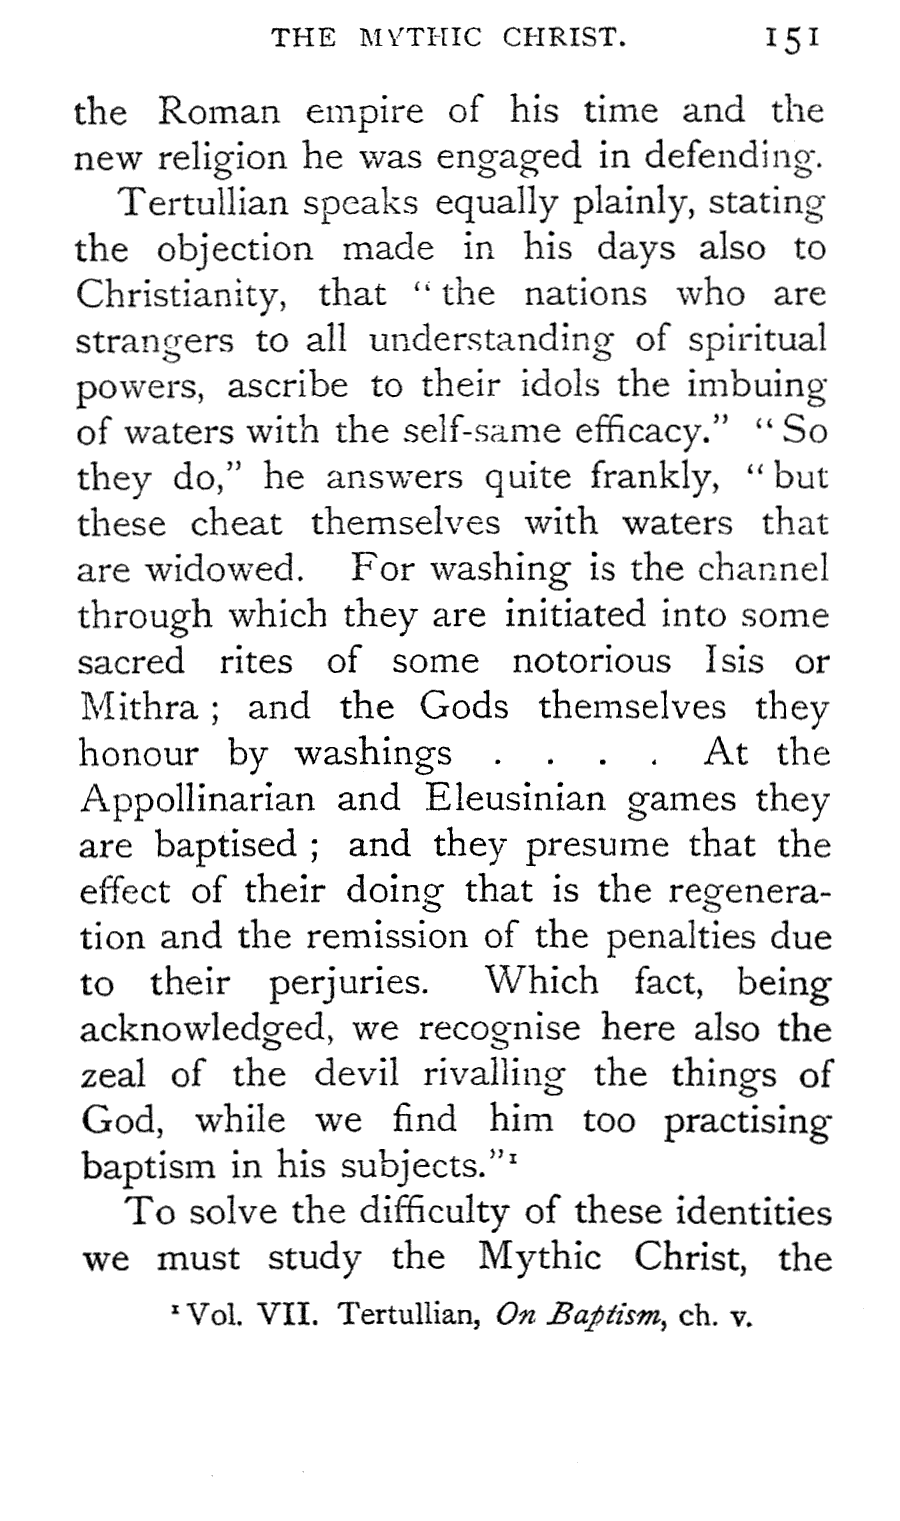 THE MYTHIC CHRIST. 151
the Roman empire of his time and the
new religion he was engaged in defending.
Tertullian speaks equally plainly, stating
the objection made in his days also to
Christianity, that “ the nations who are
strangers to all understanding of spiritual
powers, ascribe to their idols the imbuing
of waters with the self-same efficacy.” “ So
they do,” he answers quite frankly, “ but
these cheat themselves with waters that
are widowed. For washing is the channel
through which they are initiated into some
sacred rites of some notorious Isis or
Mithra ; and the Gods themselves they
honour by washings . . . . At the
Appollinarian and Eleusinian games they
are baptised ; and they presume that the
effect of their doing that is the regenera-
tion and the remission of the penalties due
to their perjuries. Which fact, being
acknowledged, we recognise here also the
zeal of the devil rivalling the things of
God, while we find him too practising
baptism in his subjects.”¹
To solve the difficulty of these identities
we must study the Mythic Christ, the
¹ Vol. VII. Tertullian, On Baptism, ch. v.